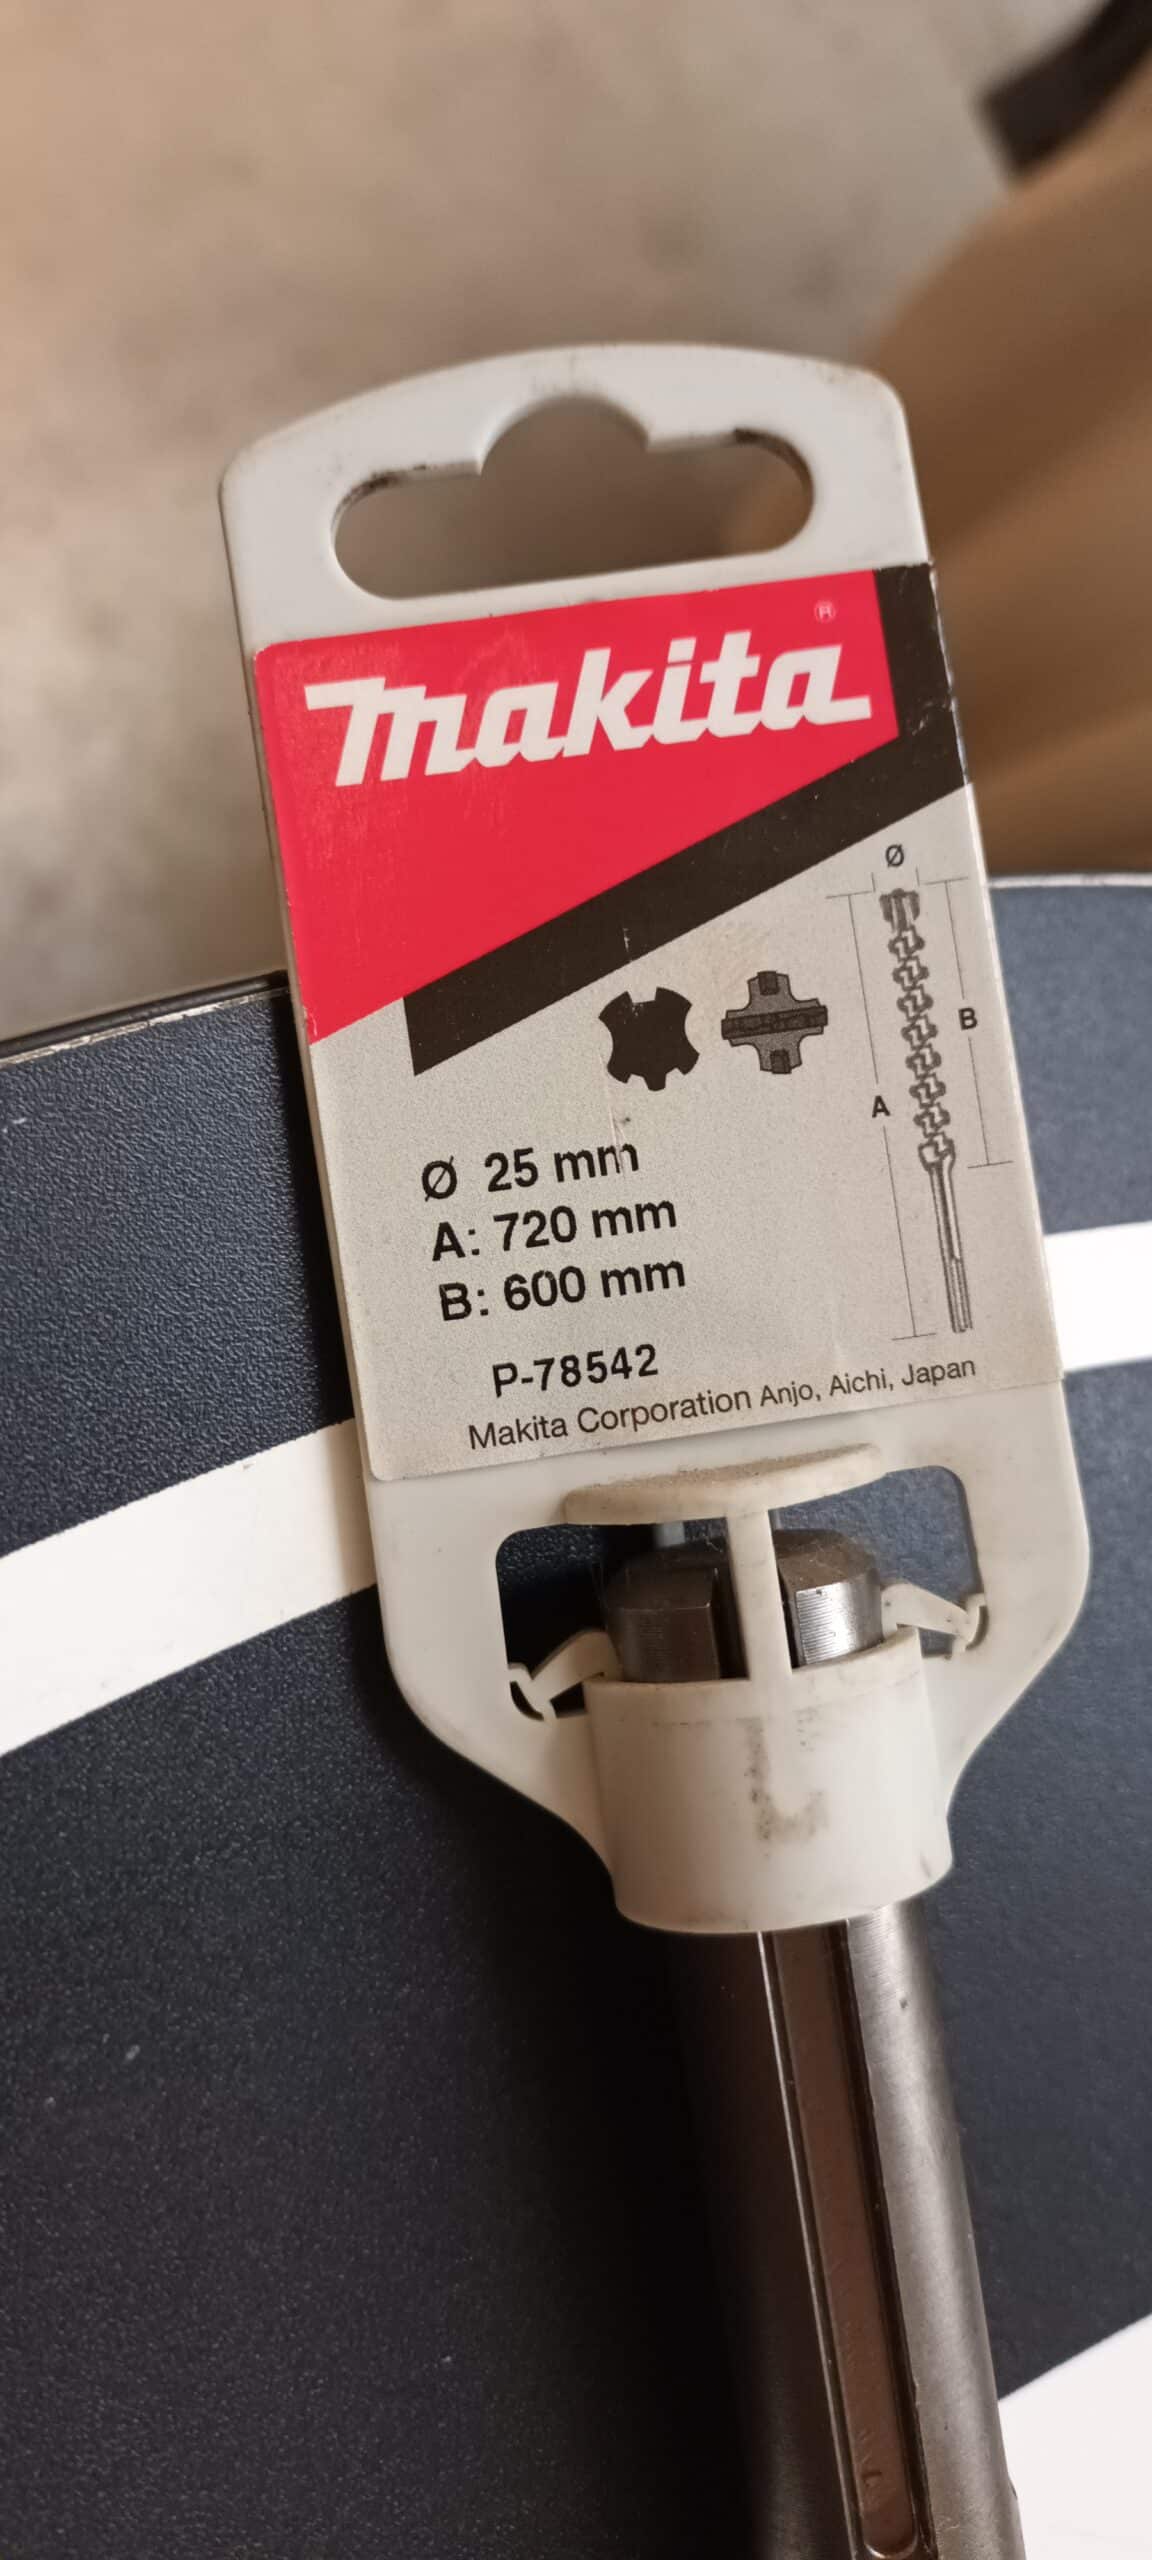 makita®
Ø
B
A
Ø 25 mm
A: 720 mm
B: 600 mm
P-78542
Makita Corporation Anjo, Aichi, Japan